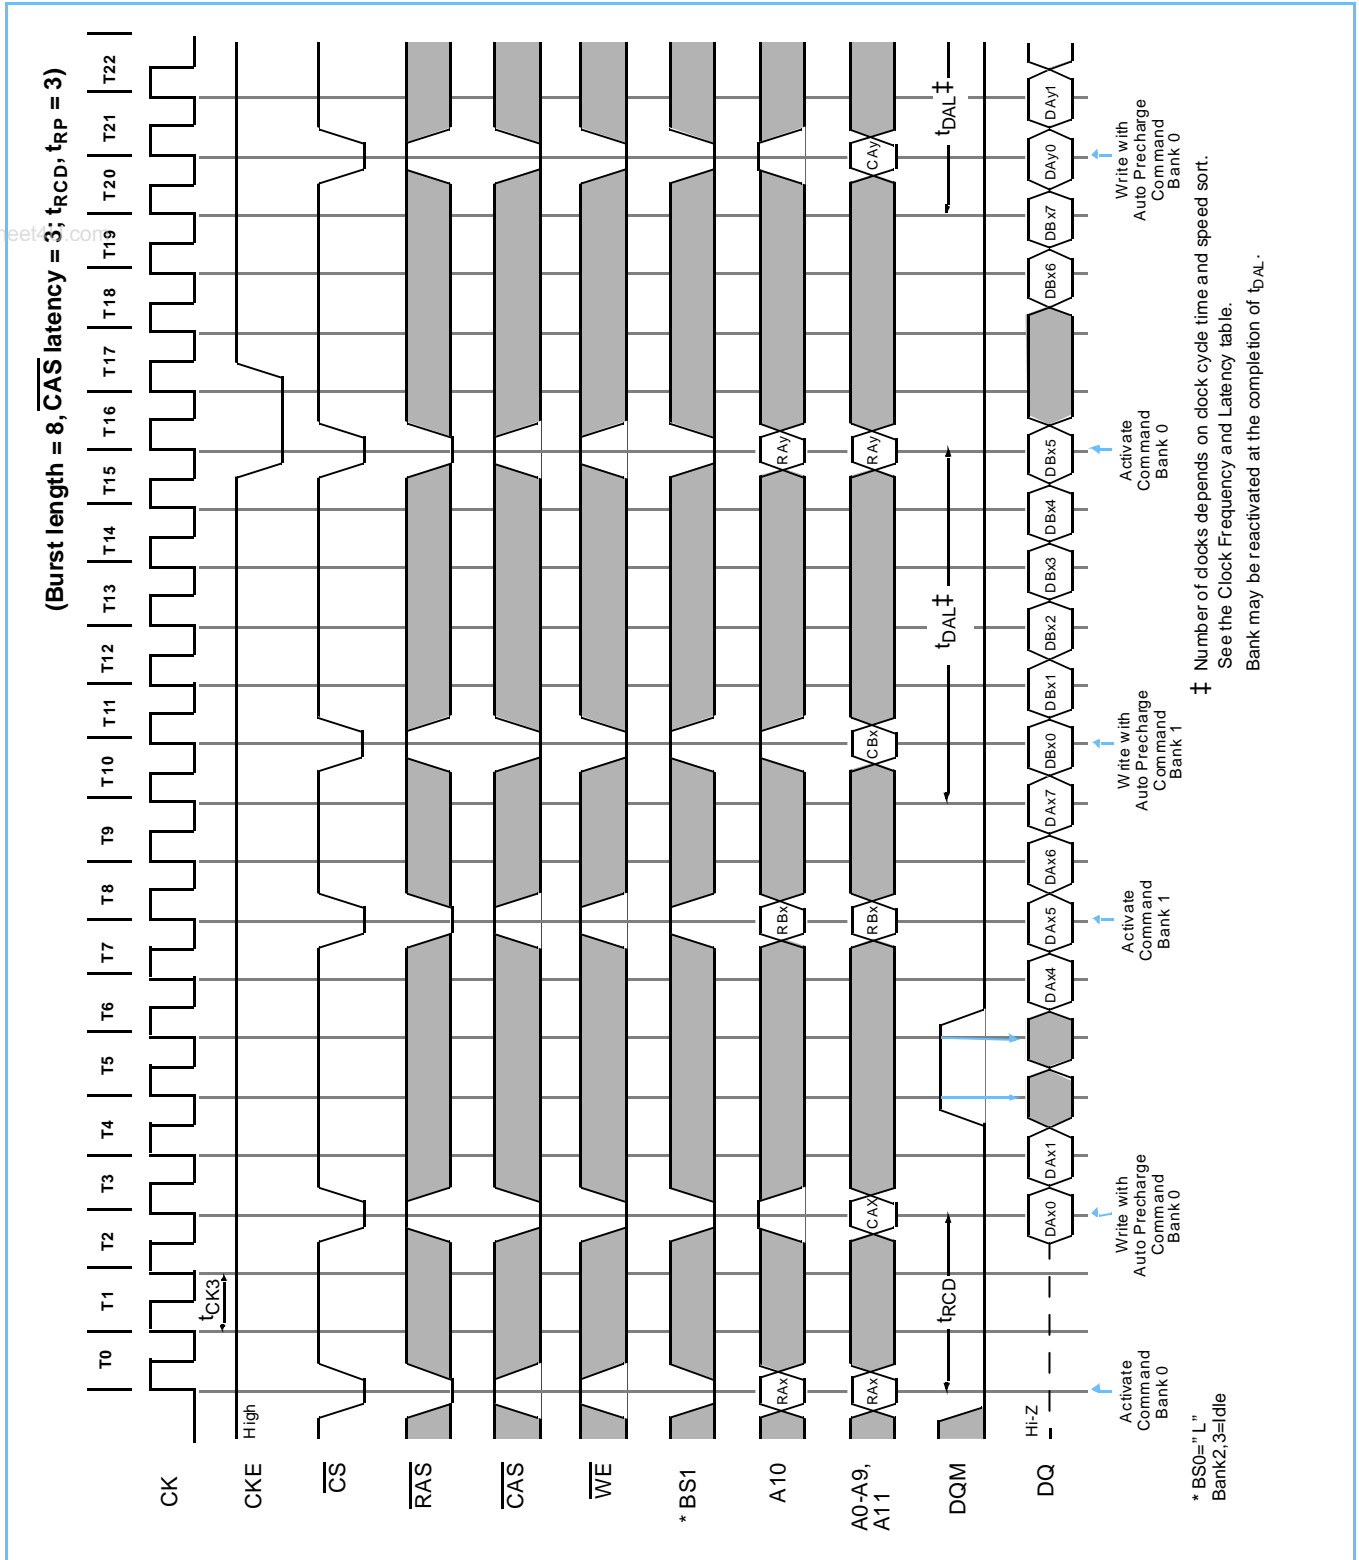 (Burst length = 8, CAS latency = 3; tRCD, tRP = 3)
T0 T1 T2 T3 T4 T5 T6 T7 T8 T9 T10 T11 T12 T13 T14 T15 T16 T17 T18 T19 T20 T21 T22
CK
tCK3
CKE
High
CS
RAS
CAS
WE
* BS1
A10
RAx RBx RAy
A0-A9,
A11
RAx CAX RBx CBx RAy CAy
DQM
tRCD tDAL‡ tDAL‡
DQ
Hi-Z
DAx0 DAx1 DAx4 DAx5 DAx6 DAx7 DBx0 DBx1 DBx2 DBx3 DBx4 DBx5 DBx6 DBx7 DAy0 DAy1
Activate
Command
Bank 0
Write with
Auto Precharge
Command
Bank 0
Activate
Command
Bank 1
Write with
Auto Precharge
Command
Bank 1
Activate
Command
Bank 0
Write with
Auto Precharge
Command
Bank 0
* BS0="L"
Bank2,3=Idle
‡ Number of clocks depends on clock cycle time and speed sort.
See the Clock Frequency and Latency table.
Bank may be reactivated at the completion of tDAL.